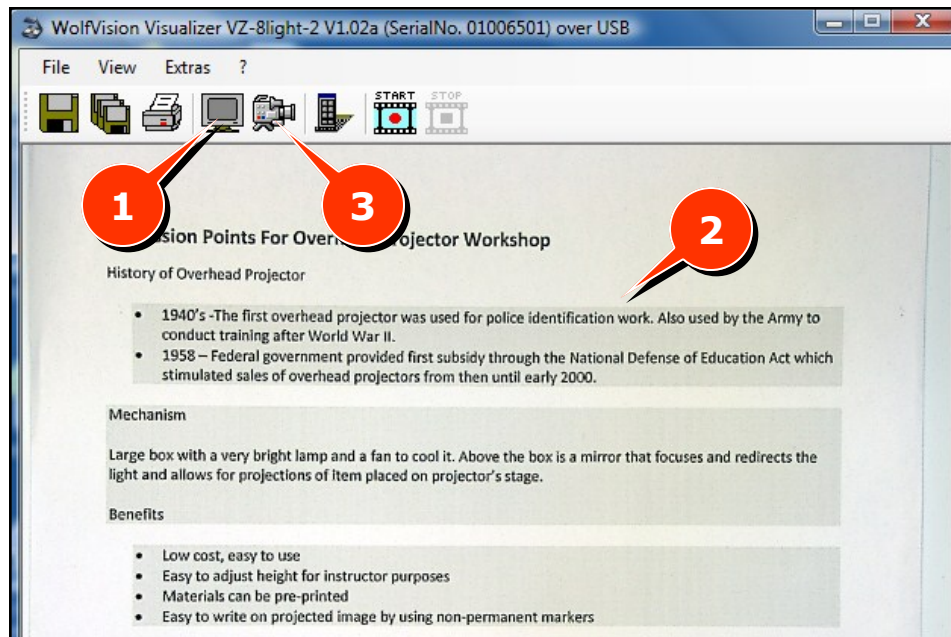 WolfVision Visualizer VZ-8light-2 V1.02a (SerialNo. 01006501) over USB
File View Extras ?
START STOP
1 3 2
Points For Projector Workshop
History of Overhead Projector
• 1940's -The first overhead projector was used for police identification work. Also used by the Army to
conduct training after World War II.
• 1958 – Federal government provided first subsidy through the National Defense of Education Act which
stimulated sales of overhead projectors from then until early 2000.
Mechanism
Large box with a very bright lamp and a fan to cool it. Above the box is a mirror that focuses and redirects the
light and allows for projections of item placed on projector's stage.
Benefits
• Low cost, easy to use
• Easy to adjust height for instructor purposes
• Materials can be pre-printed
• Easy to write on projected image by using non-permanent markers